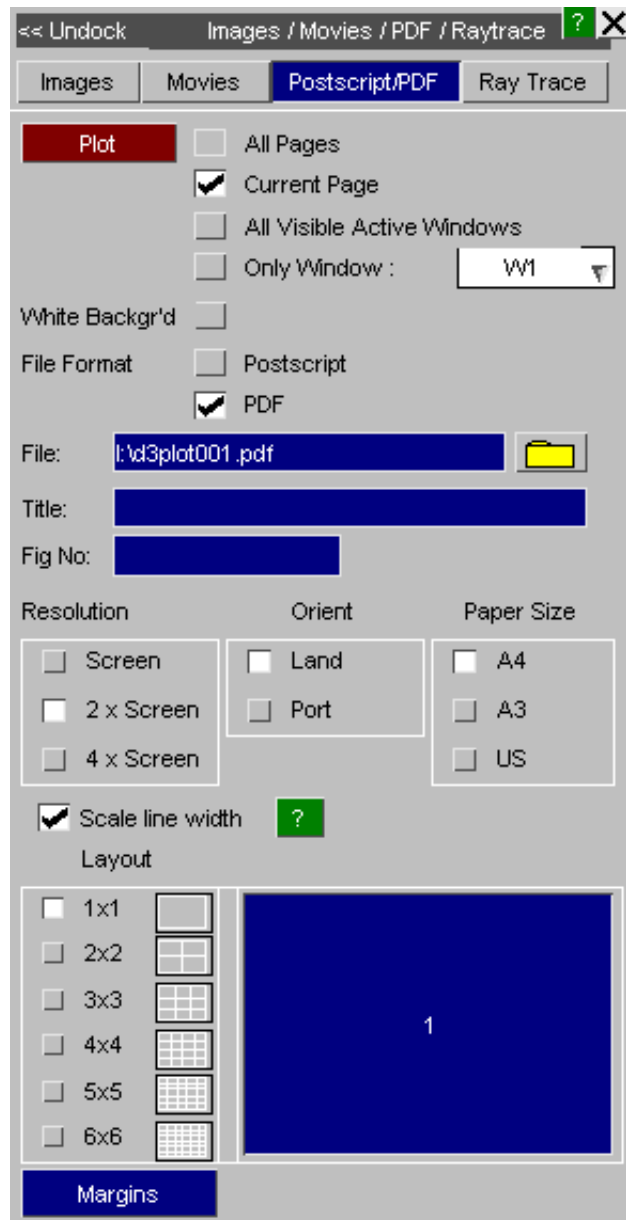 << Undock Images / Movies / PDF / Raytrace ? X
Images Movies Postscript/PDF Ray Trace
Plot All Pages
Current Page
All Visible Active Windows
Only Window : W1
White Backgr'd
File Format Postscript
PDF
File: I:\d3plot001.pdf
Title:
Fig No:
Resolution Orient Paper Size
Screen Land A4
2 x Screen Port A3
4 x Screen US
Scale line width ?
Layout
1x1
2x2
3x3
4x4
1
5x5
6x6
Margins